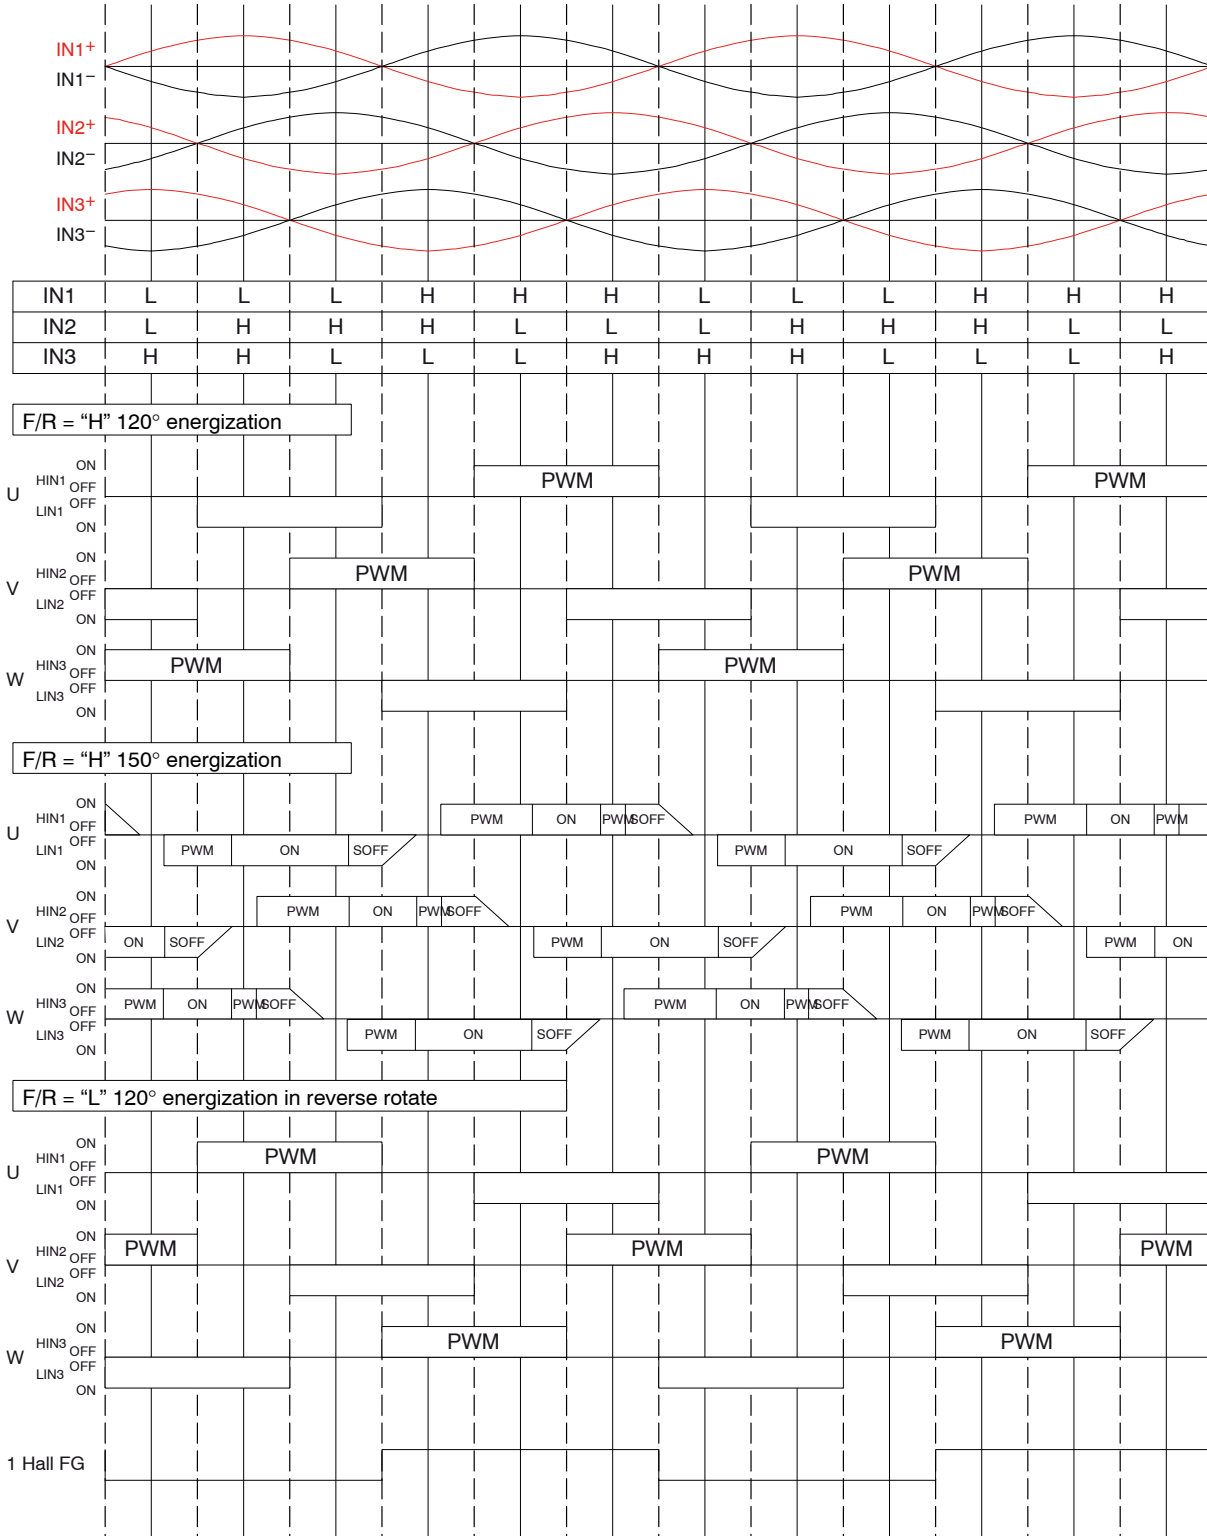 IN1+
IN1−
IN2+
IN2−
IN3+
IN3−
IN1 L L L H H H L L L H H H
IN2 L H H H L L L H H H L L
IN3 H H L L L H H H L L L H
F/R = “H” 120° energization
ON
U HIN1 OFF PWM PWM
LIN1 OFF
ON
ON
V HIN2 OFF PWM PWM
LIN2 OFF
ON
ON
W HIN3 OFF PWM PWM
LIN3 OFF
ON
F/R = “H” 150° energization
ON
U HIN1 OFF PWM ON PWM SOFF PWM ON PWM
LIN1 OFF PWM ON SOFF PWM ON SOFF
ON
ON
V HIN2 OFF PWM ON PWM SOFF PWM ON PWM SOFF
LIN2 OFF ON SOFF PWM ON SOFF PWM ON
ON
ON
W HIN3 OFF PWM ON PWM SOFF PWM ON PWM SOFF
LIN3 OFF PWM ON SOFF PWM ON SOFF
ON
F/R = “L” 120° energization in reverse rotate
ON
U HIN1 OFF PWM PWM
LIN1 OFF
ON
ON
V HIN2 OFF PWM PWM PWM
LIN2 OFF
ON
ON
W HIN3 OFF PWM PWM
LIN3 OFF
ON
1 Hall FG